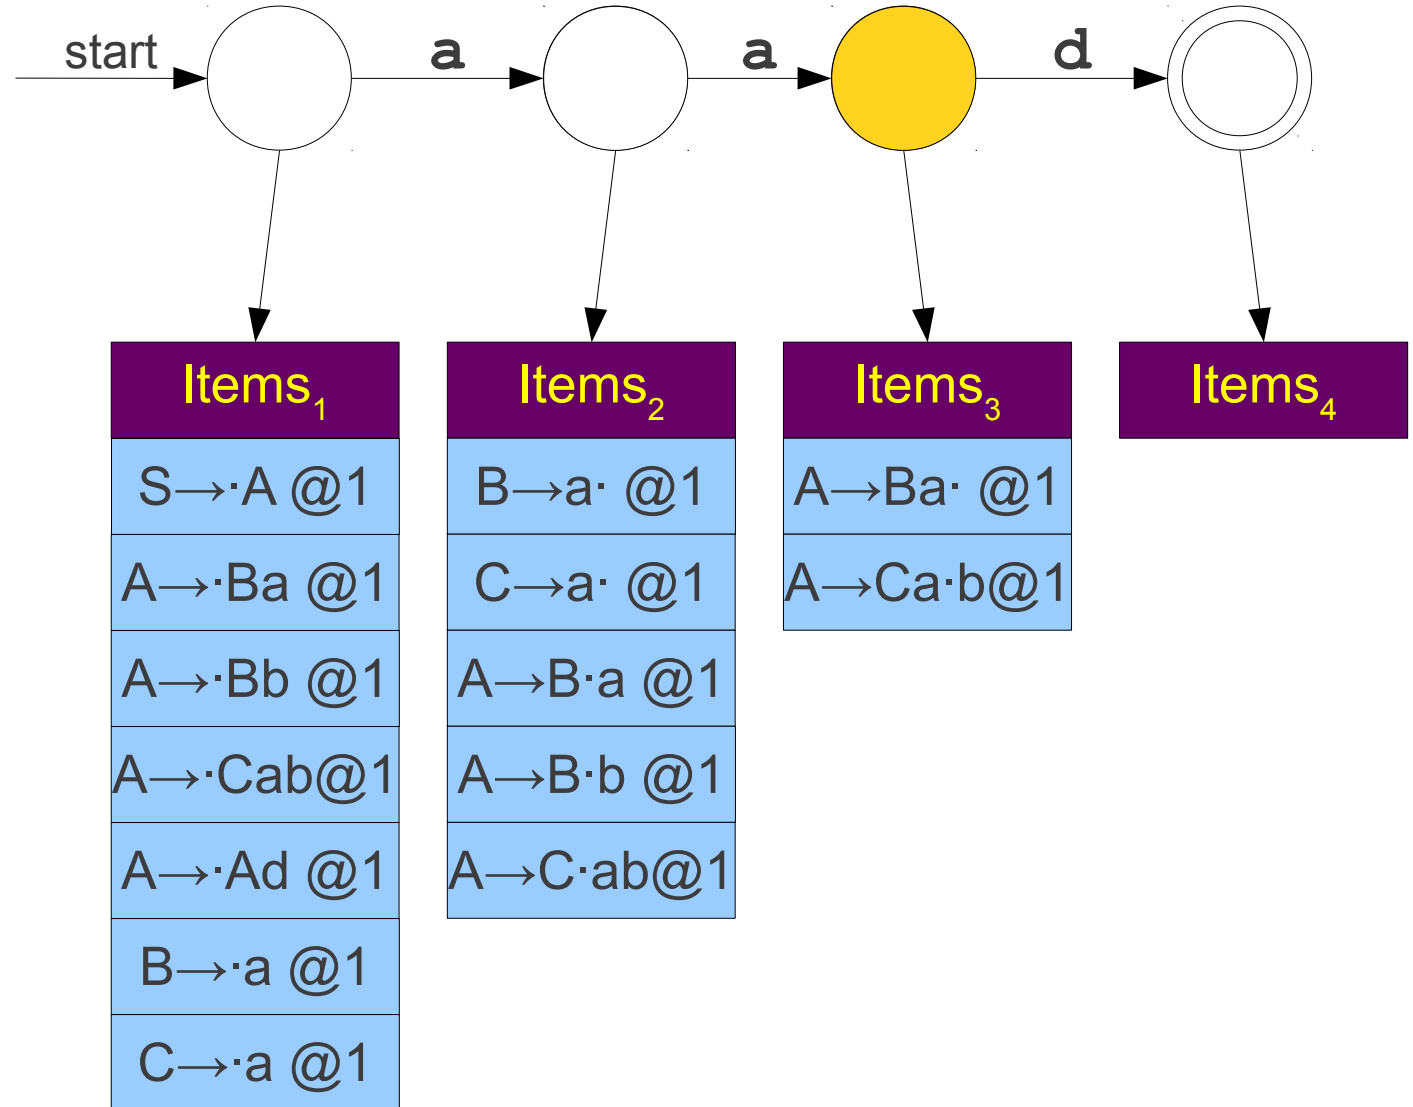 start a a d
Items₁ Items₂ Items₃ Items₄
S→·A @1 B→a· @1 A→Ba· @1
A→·Ba @1 C→a· @1 A→Ca·b@1
A→·Bb @1 A→B·a @1
A→·Cab@1 A→B·b @1
A→·Ad @1 A→C·ab@1
B→·a @1
C→·a @1